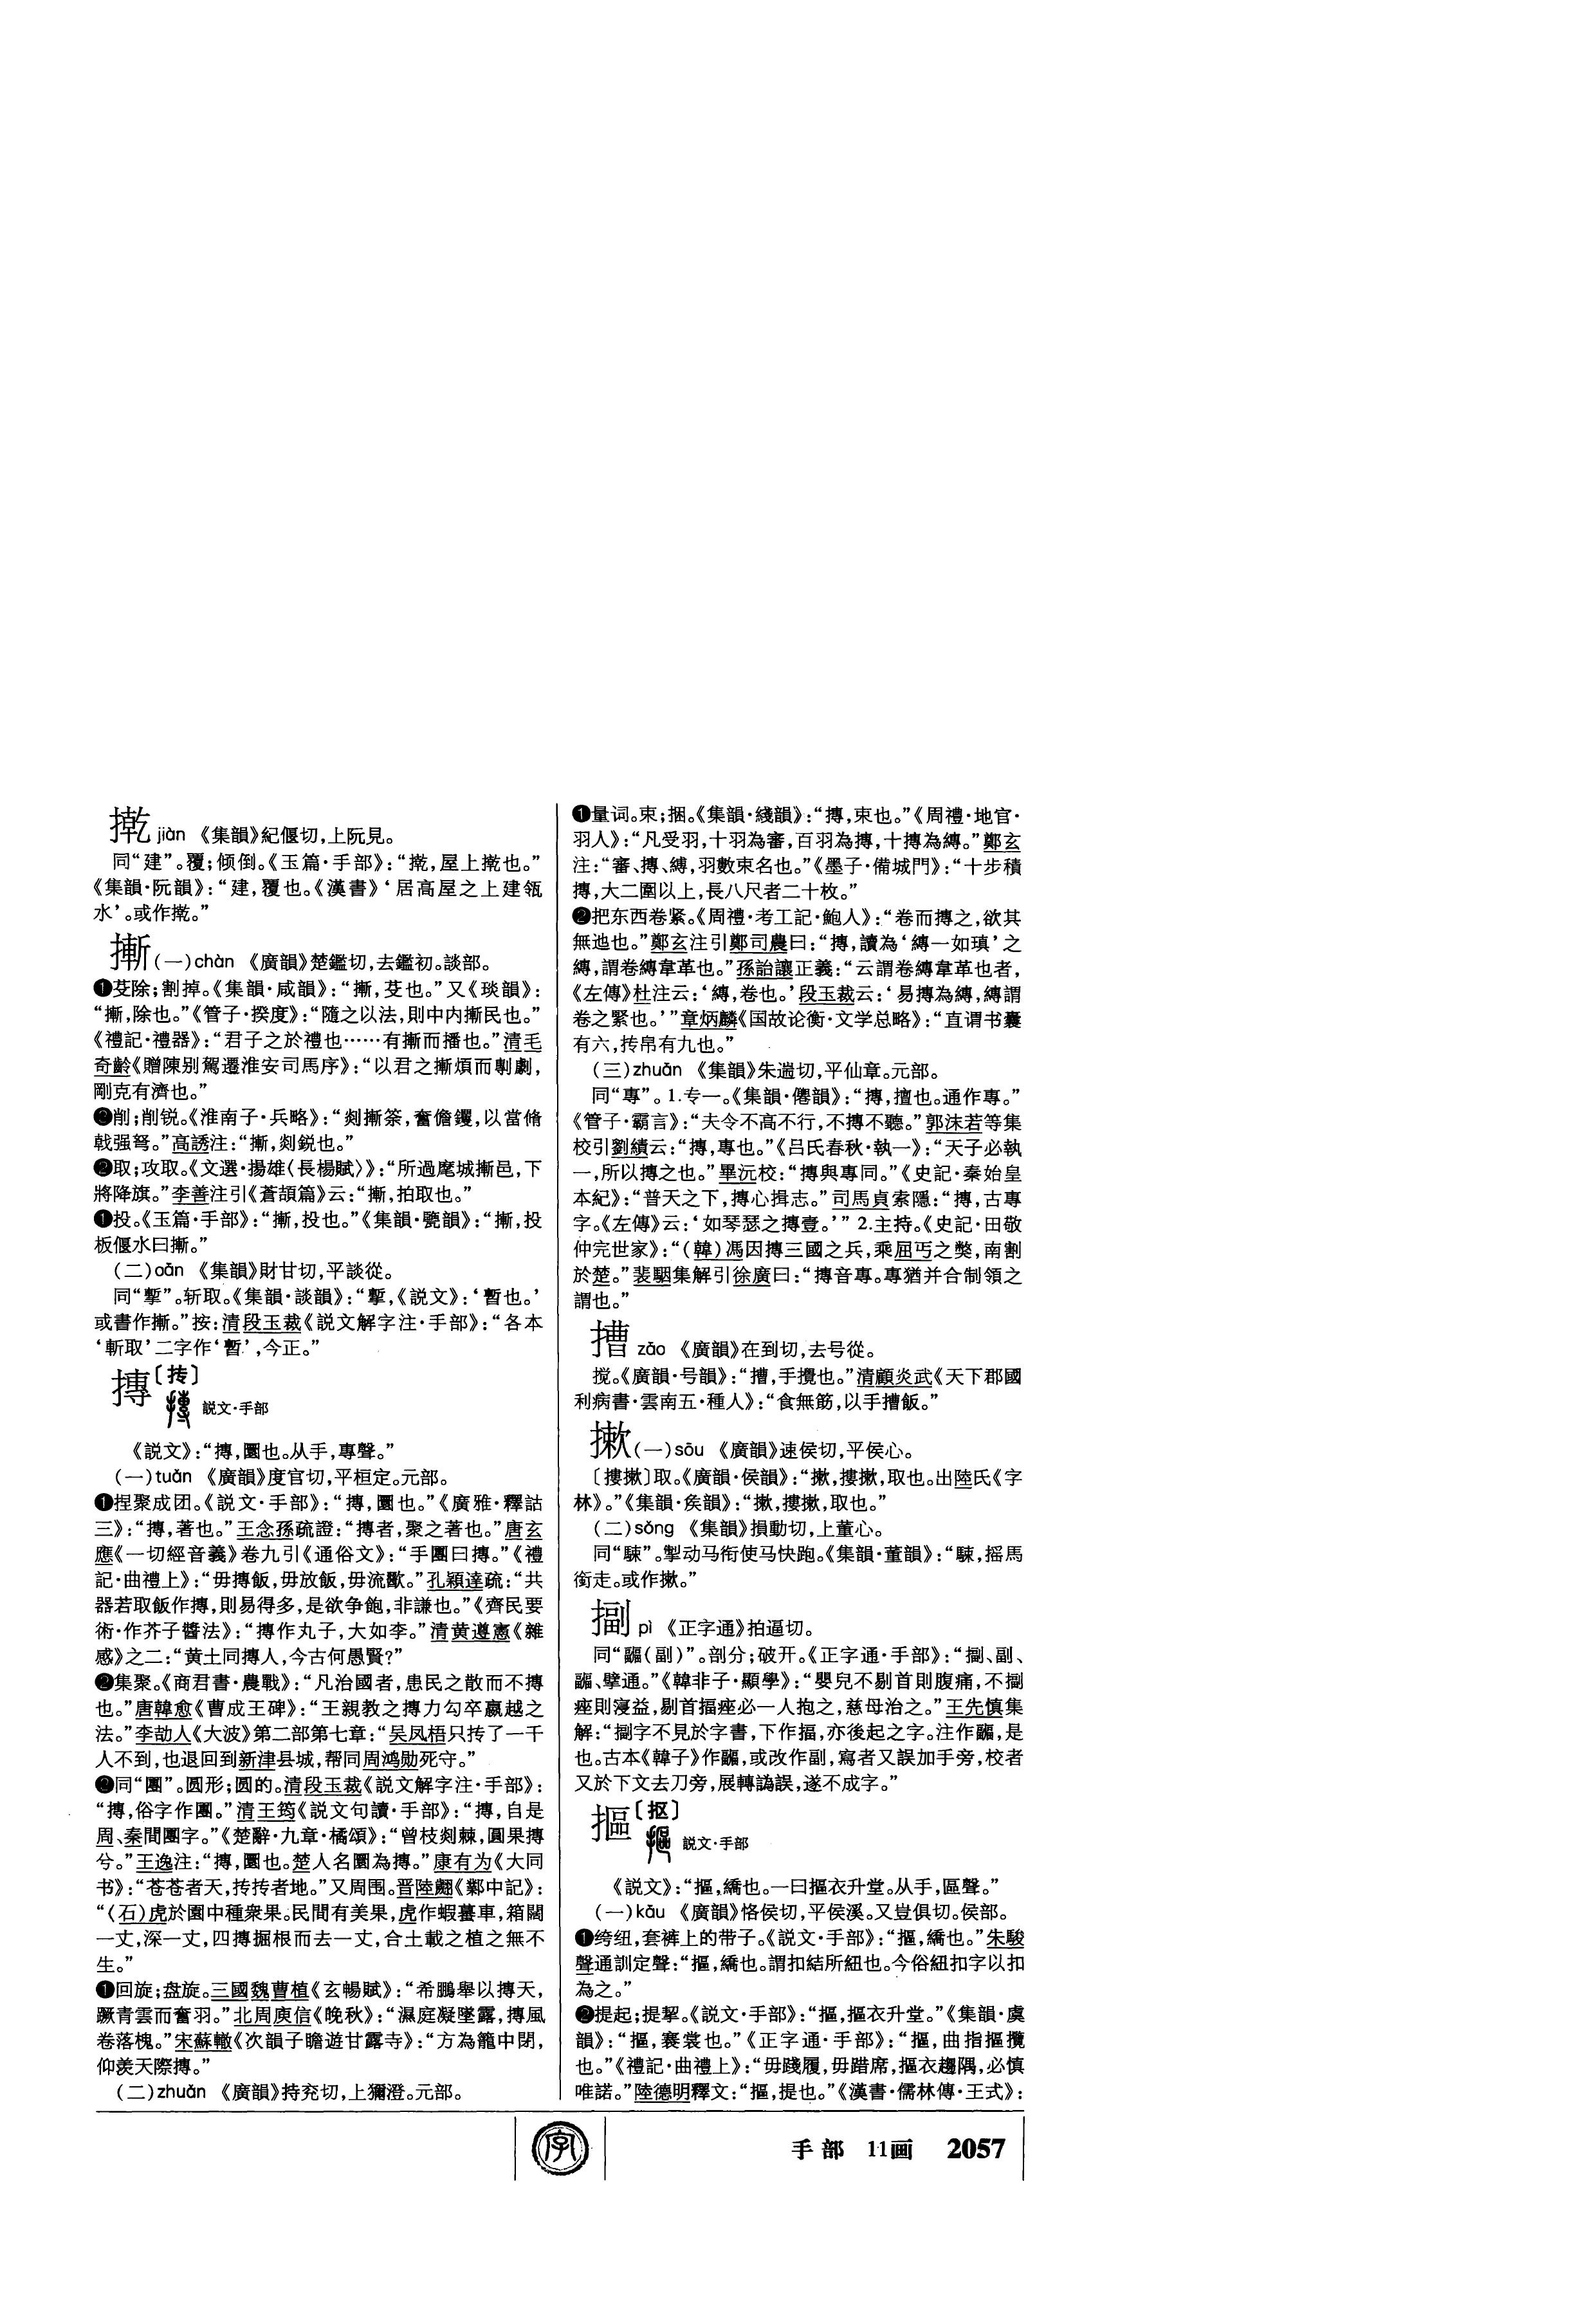 㨴 jiàn 《集韻》紀偃切,上阮見。
同“建”。覆;倾倒。《玉篇·手部》:“㨴,屋上㨴也。”
《集韻·阮韻》:“建,覆也。《漢書》‘居高屋之上建瓴
水’。或作㨴。”
摲(一)chàn 《廣韻》楚鑑切,去鑑初。談部。
❶芟除;割掉。《集韻·咸韻》:“摲,芟也。”又《琰韻》:
“摲,除也。”《管子·揆度》:“隨之以法,則中内摲民也。”
《禮記·禮器》:“君子之於禮也……有摲而播也。”清毛
奇齡《贈陳别駕遷淮安司馬序》:“以君之摲煩而剸劇,
剛克有濟也。”
❷削;削锐。《淮南子·兵略》:“剡摲筡,奮儋钁,以當脩
戟强弩。”高誘注:“摲,剡鋭也。”
❷取;攻取。《文選·揚雄〈長楊賦〉》:“所過麾城摲邑,下
將降旗。”李善注引《蒼頡篇》云:“摲,拍取也。”
❶投。《玉篇·手部》:“摲,投也。”《集韻·甏韻》:“摲,投
板偃水曰摲。”
(二)cán 《集韻》財甘切,平談從。
同“摰”。斩取。《集韻·談韻》:“摰,《説文》:‘暫也。’
或書作摲。”按:清段玉裁《説文解字注·手部》:“各本
‘斬取’二字作‘暫’,今正。”
摶〔抟〕
説文·手部
《説文》:“摶,圜也。从手,專聲。”
(一)tuán 《廣韻》度官切,平桓定。元部。
❶捏聚成团。《説文·手部》:“摶,圜也。”《廣雅·釋詁
三》:“摶,著也。”王念孫疏證:“摶者,聚之著也。”唐玄
應《一切經音義》卷九引《通俗文》:“手團曰摶。”《禮
記·曲禮上》:“毋摶飯,毋放飯,毋流歠。”孔穎達疏:“共
器若取飯作摶,則易得多,是欲争飽,非謙也。”《齊民要
術·作芥子醬法》:“摶作丸子,大如李。”清黄遵憲《雜
感》之二:“黄土同摶人,今古何愚賢?”
❷集聚。《商君書·農戰》:“凡治國者,患民之散而不摶
也。”唐韓愈《曹成王碑》:“王親教之摶力勾卒嬴越之
法。”李劼人《大波》第二部第七章:“吴凤梧只抟了一千
人不到,也退回到新津县城,帮同周鸿勋死守。”
❷同“團”。圆形;圆的。清段玉裁《説文解字注·手部》:
“摶,俗字作團。”清王筠《説文句讀·手部》:“摶,自是
周、秦間團字。”《楚辭·九章·橘頌》:“曾枝剡棘,圓果摶
兮。”王逸注:“摶,圜也。楚人名圜為摶。”康有为《大同
书》:“苍苍者天,抟抟者地。”又周围。晋陸翽《鄴中記》:
“(石)虎於園中種衆果。民間有美果,虎作蝦蟇車,箱闊
一丈,深一丈,四摶掘根而去一丈,合土載之植之無不
生。”
❶回旋;盘旋。三國魏曹植《玄暢賦》:“希鵬舉以摶天,
蹶青雲而奮羽。”北周庾信《晚秋》:“濕庭凝墜露,摶風
卷落槐。”宋蘇轍《次韻子瞻遊甘露寺》:“方為籠中閉,
仰羡天際摶。”
(二)zhuǎn 《廣韻》持兗切,上獮澄。元部。
❶量词。束;捆。《集韻·綫韻》:“摶,束也。”《周禮·地官·
羽人》:“凡受羽,十羽為審,百羽為摶,十摶為縛。”鄭玄
注:“審、摶、縛,羽數束名也。”《墨子·備城門》:“十步積
摶,大二圍以上,長八尺者二十枚。”
❷把东西卷紧。《周禮·考工記·鮑人》:“卷而摶之,欲其
無迆也。”鄭玄注引鄭司農曰:“摶,讀為‘縳一如瑱’之
縳,謂卷縳韋革也。”孫詒讓正義:“云謂卷縳韋革也者,
《左傳》杜注云:‘縳,卷也。’段玉裁云:‘易摶為縳,縳謂
卷之緊也。’”章炳麟《国故论衡·文学总略》:“直谓书囊
有六,抟帛有九也。”
(三)zhuān 《集韻》朱遄切,平仙章。元部。
同“專”。1.专一。《集韻·僊韻》:“摶,擅也。通作專。”
《管子·霸言》:“夫令不高不行,不摶不聽。”郭沫若等集
校引劉績云:“摶,專也。”《吕氏春秋·執一》:“天子必執
一,所以摶之也。”畢沅校:“摶與專同。”《史記·秦始皇
本紀》:“普天之下,摶心揖志。”司馬貞索隱:“摶,古專
字。《左傳》云:‘如琴瑟之摶壹。’” 2.主持。《史記·田敬
仲完世家》:“(韓)馮因摶三國之兵,乘屈丐之獘,南割
於楚。”裴駰集解引徐廣曰:“摶音專。專猶并合制領之
謂也。”
㯥 zāo 《廣韻》在到切,去号從。
搅。《廣韻·号韻》:“㯥,手攪也。”清顧炎武《天下郡國
利病書·雲南五·種人》:“食無筯,以手㯥飯。”
摗(一)sōu 《廣韻》速侯切,平侯心。
〔摟摗〕取。《廣韻·侯韻》:“摗,摟摗,取也。出陸氏《字
林》。”《集韻·矦韻》:“摗,摟摗,取也。”
(二)sǒng 《集韻》損動切,上董心。
同“駷”。掣动马衔使马快跑。《集韻·董韻》:“駷,摇馬
銜走。或作摗。”
㨽 pì 《正字通》拍逼切。
同“疈(副)”。剖分;破开。《正字通·手部》:“㨽、副、
疈、擘通。”《韓非子·顯學》:“嬰兒不剔首則腹痛,不㨽
痤則寖益,剔首揊痤必一人抱之,慈母治之。”王先慎集
解:“㨽字不見於字書,下作揊,亦後起之字。注作疈,是
也。古本《韓子》作疈,或改作副,寫者又誤加手旁,校者
又於下文去刀旁,展轉譌誤,遂不成字。”
摳〔抠〕
説文·手部
《説文》:“摳,繑也。一曰摳衣升堂。从手,區聲。”
(一)kōu 《廣韻》恪侯切,平侯溪。又豈俱切。侯部。
❶绔纽,套裤上的带子。《説文·手部》:“摳,繑也。”朱駿
聲通訓定聲:“摳,繑也。謂扣結所紐也。今俗紐扣字以扣
為之。”
❷提起;提挈。《説文·手部》:“摳,摳衣升堂。”《集韻·虞
韻》:“摳,褰裳也。”《正字通·手部》:“摳,曲指摳攬
也。”《禮記·曲禮上》:“毋踐履,毋踖席,摳衣趨隅,必慎
唯諾。”陸德明釋文:“摳,提也。”《漢書·儒林傳·王式》:
手部 11画 2057